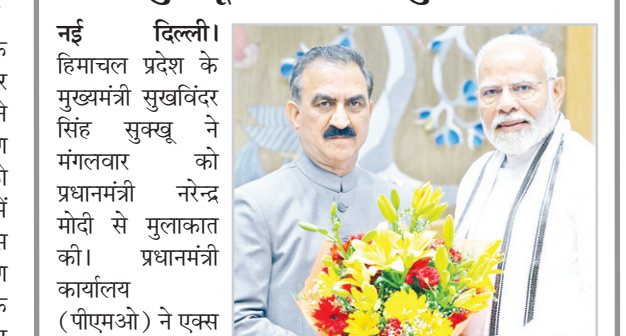 नई दिल्ली।
हिमाचल प्रदेश के
मुख्यमंत्री सुखविंदर
सिंह सुक्खू ने
मंगलवार को
प्रधानमंत्री नरेन्द्र
मोदी से मुलाकात
की। प्रधानमंत्री
कार्यालय
(पीएमओ) ने एक्स